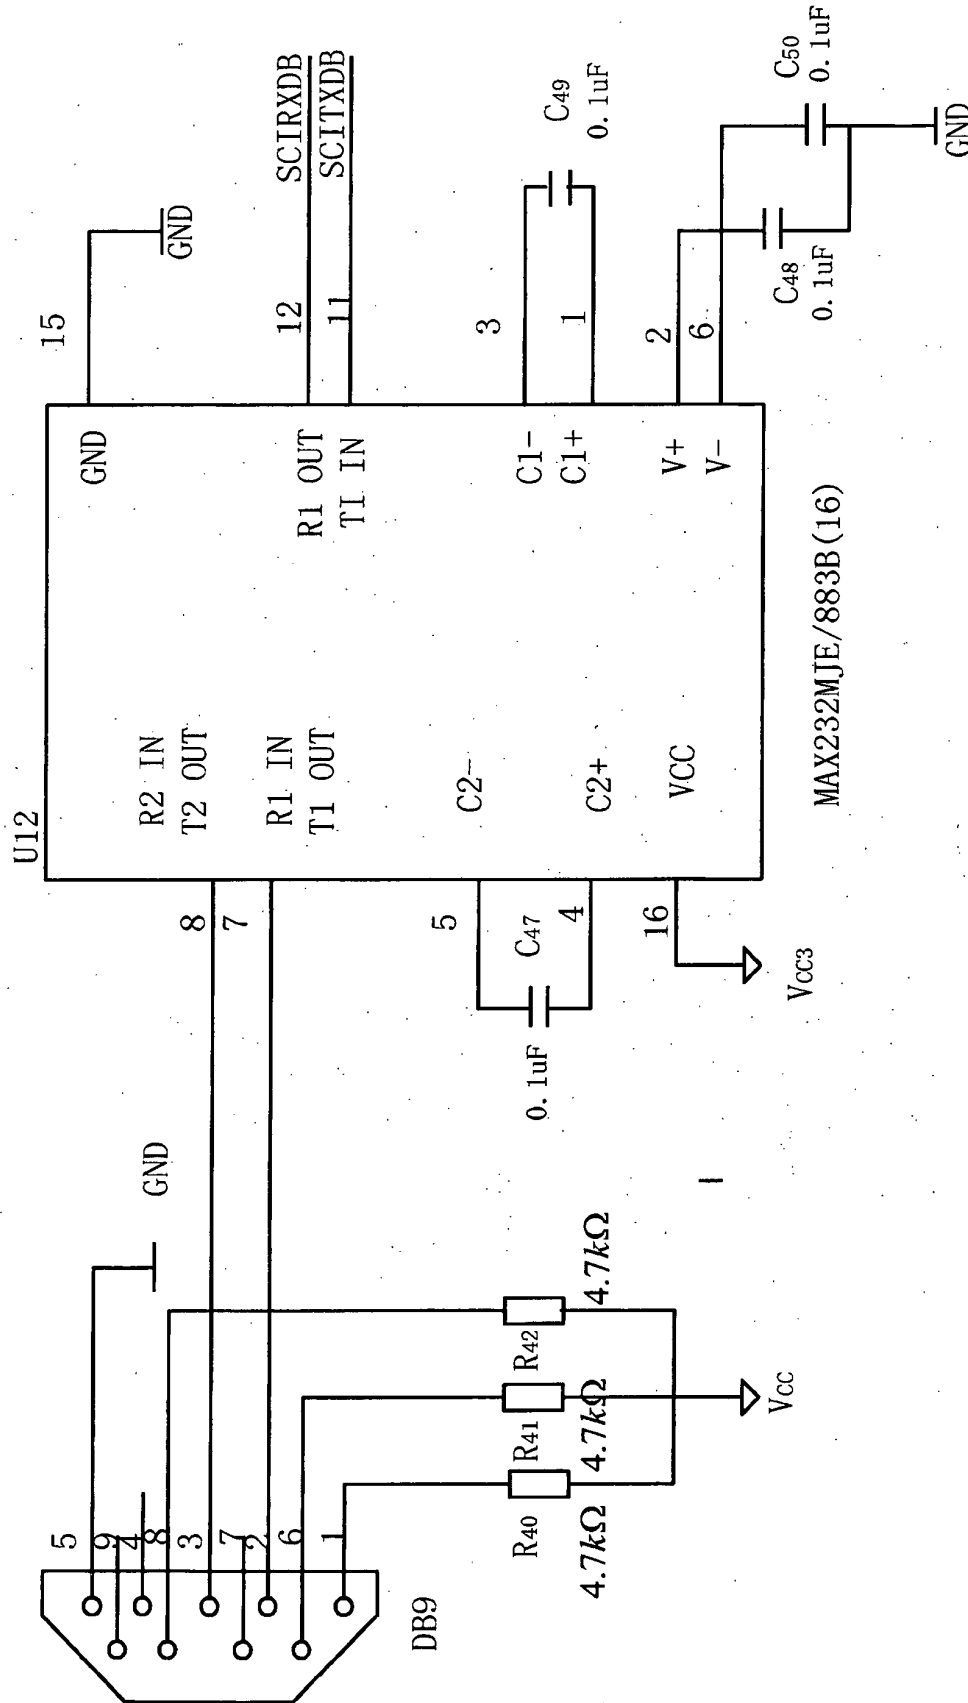 U12
R2 IN
T2 OUT
R1 IN
T1 OUT
C2-
C2+
VCC
GND
R1 OUT
T1 IN
C1-
C1+
V+
V-
MAX232MJE/883B(16)
15
GND
12
SCIRXDB
11
SCITXDB
3
1
C49
0.1uF
2
6
C48
0.1uF
C50
0.1uF
GND
8
7
5
4
C47
0.1uF
16
VCC3
GND
5
9
4
8
3
7
2
6
1
DB9
R40
4.7kΩ
R41
4.7kΩ
R42
4.7kΩ
Vcc